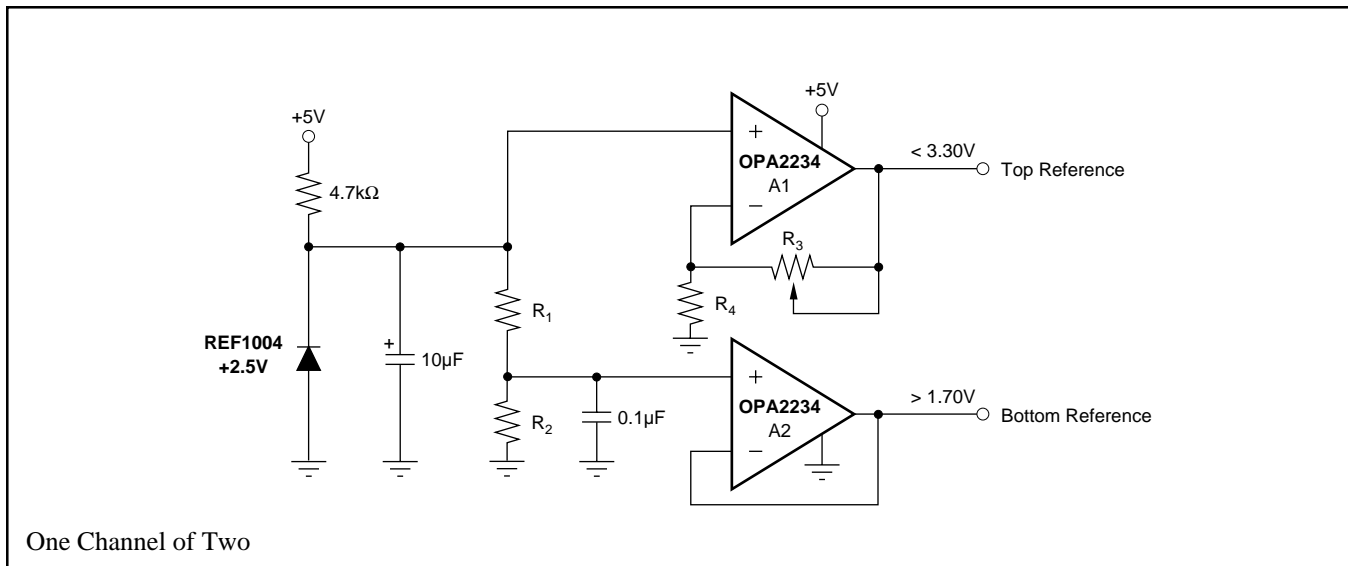 +5V
+5V
+
OPA2234
A1
−
< 3.30V
Top Reference
4.7kΩ
R3
R1
R4
REF1004
+2.5V
+
10µF
+
OPA2234
A2
−
> 1.70V
Bottom Reference
R2
0.1µF
One Channel of Two